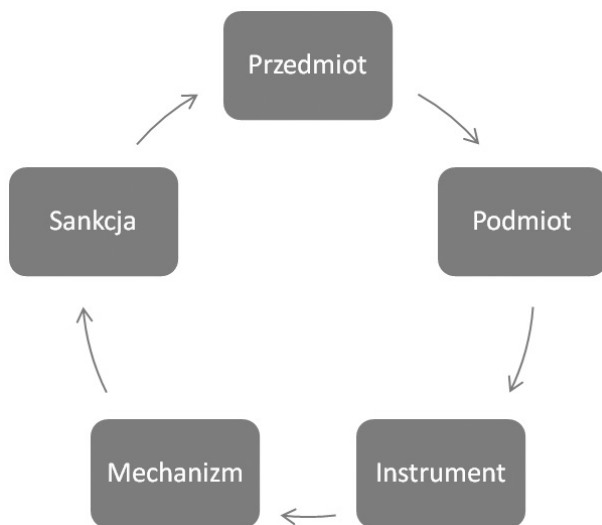 Przedmiot
Podmiot
Instrument
Mechanizm
Sankcja